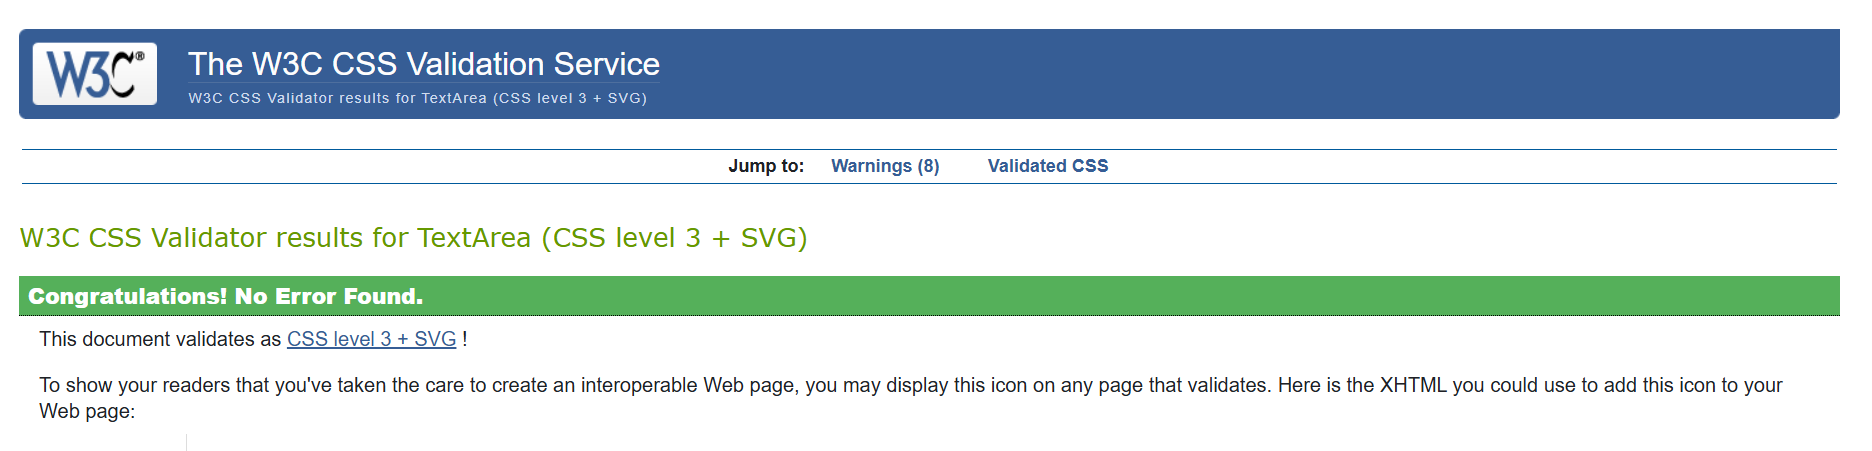 W3C®
The W3C CSS Validation Service
W3C CSS Validator results for TextArea (CSS level 3 + SVG)
Jump to: Warnings (8) Validated CSS
W3C CSS Validator results for TextArea (CSS level 3 + SVG)
Congratulations! No Error Found.
This document validates as CSS level 3 + SVG !
To show your readers that you've taken the care to create an interoperable Web page, you may display this icon on any page that validates. Here is the XHTML you could use to add this icon to your
Web page: